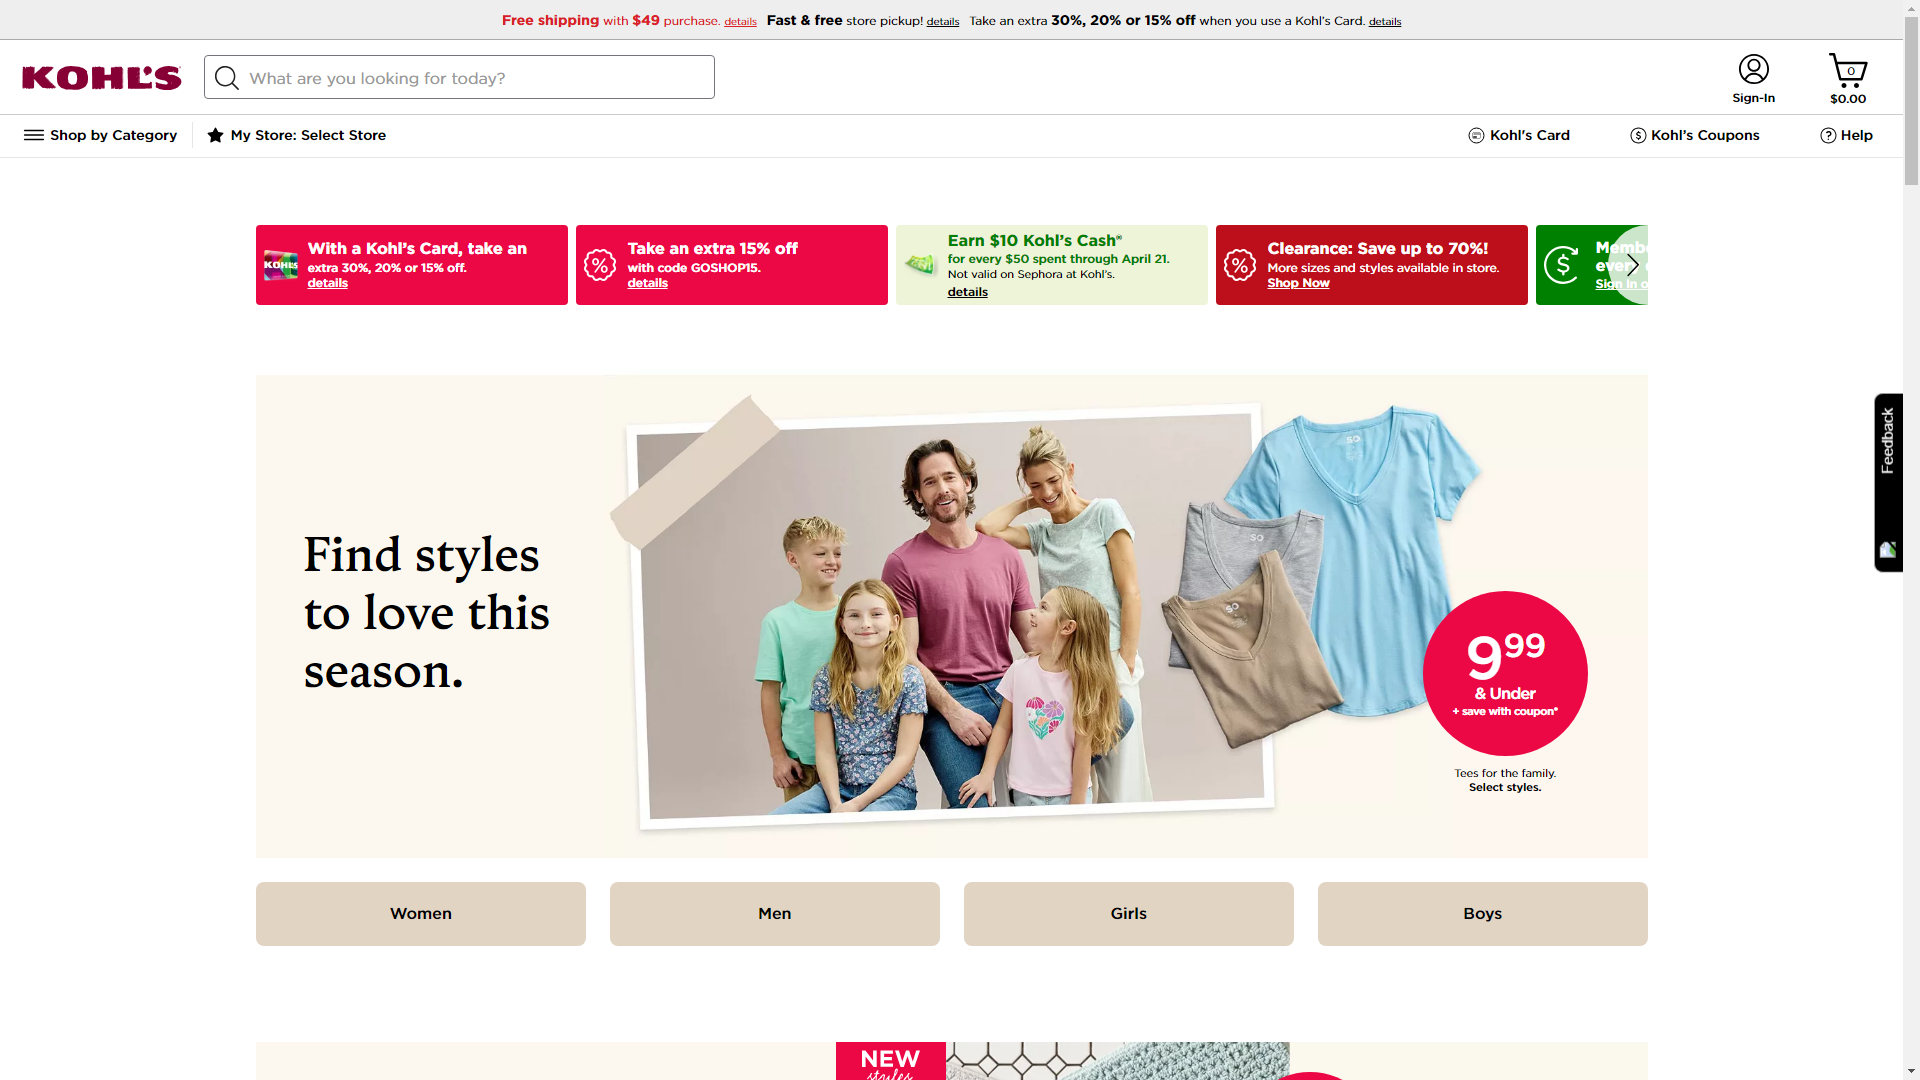 Free shipping with $49 purchase. details Fast & free store pickup! details Take an extra 30%, 20% or 15% off when you use a Kohl's Card. details
KOHL'S
What are you looking for today?
Sign-In
0
$0.00
Shop by Category
My Store: Select Store
Kohl's Card
Kohl's Coupons
Help
KOHL'S
With a Kohl's Card, take an
extra 30%, 20% or 15% off.
details
Take an extra 15% off
with code GOSHOP15.
details
Earn $10 Kohl's Cash®
for every $50 spent through April 21.
Not valid on Sephora at Kohl's.
details
Clearance: Save up to 70%!
More sizes and styles available in store.
Shop Now
Sign In
Feedback
Find styles
to love this
season.
SO
SO
SO
9.99
& Under
+ save with coupon*
Tees for the family.
Select styles.
Women
Men
Girls
Boys
NEW
styles